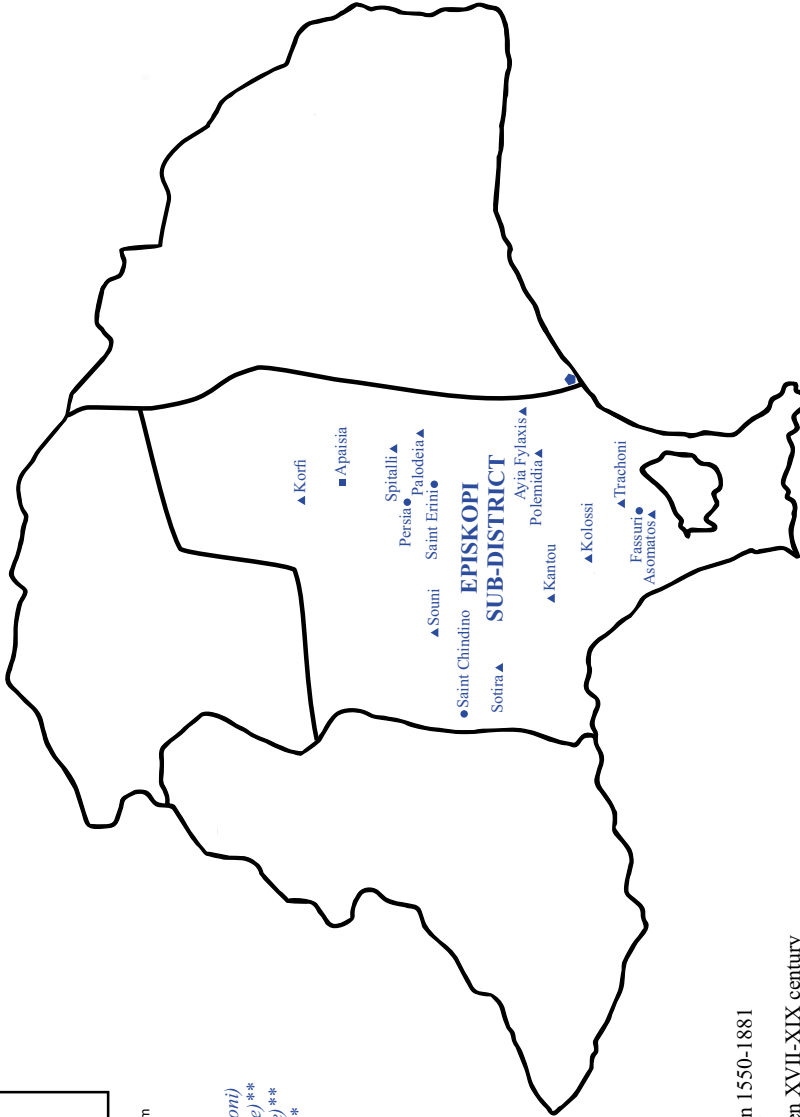 Korfi
Apaisia
Spitalli
Palodeia
Persia
Saint Erini
EPISKOPI
SUB-DISTRICT
Ayia Fylaxis
Polemidia
Souni
Saint Chindino
Sotira
Kantou
Kolossi
Trachoni
Fassuri
Asomatos
m
oni)
e)**
)**
*
n 1550-1881
en XVII-XIX century